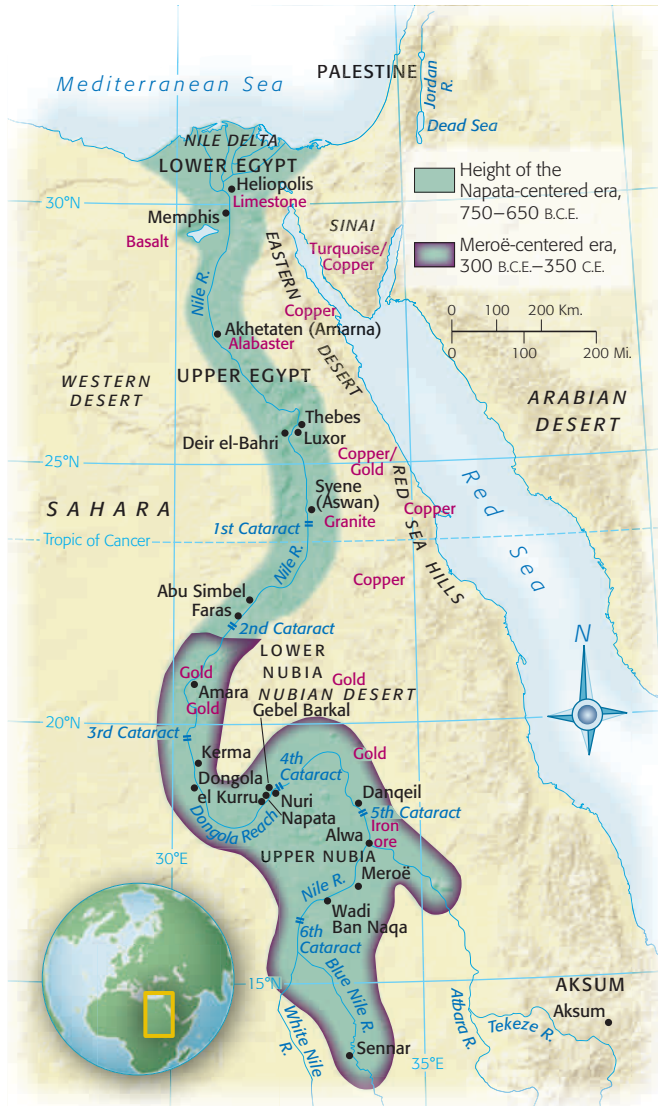 Mediterranean Sea
PALESTINE
Jordan
R.
Dead Sea
NILE DELTA
LOWER EGYPT
Heliopolis
Limestone
30°N
Memphis
Basalt
SINAI
Turquoise/
Copper
Height of the
Napata-centered era,
750–650 B.C.E.
Meroë-centered era,
300 B.C.E.–350 C.E.
0 100 200 Km.
0 100 200 Mi.
EASTERN
DESERT
Nile R.
Copper
Akhetaten (Amarna)
Alabaster
UPPER EGYPT
WESTERN
DESERT
ARABIAN
DESERT
Thebes
Deir el-Bahri
Luxor
25°N
Copper/
Gold
RED SEA HILLS
Red Sea
SAHARA
Syene
(Aswan)
Copper
1st Cataract
Granite
Tropic of Cancer
Nile R.
Copper
Abu Simbel
Faras
2nd Cataract
N
LOWER
NUBIA
Gold
Amara
Gold
Gold
NUBIAN DESERT
20°N
Gebel Barkal
3rd Cataract
Gold
Kerma
4th
Cataract
Dongola
el Kurru
Nuri
Napata
Danqeil
5th Cataract
Dongola Reach
Alwa
Iron
ore
30°E
UPPER NUBIA
Meroë
Nile R.
Wadi
Ban Naqa
6th
Cataract
15°N
Blue Nile R.
White Nile
R.
Atbara R.
AKSUM
Aksum
Tekeze R.
Sennar
35°E